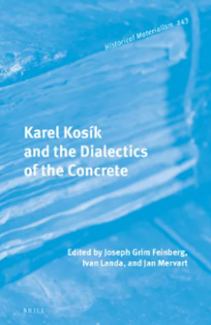 Historical Materialism 243
Karel Kosík
and the Dialectics
of the Concrete
Edited by Joseph Grim Feinberg,
Ivan Landa, and Jan Mervart
BRILL